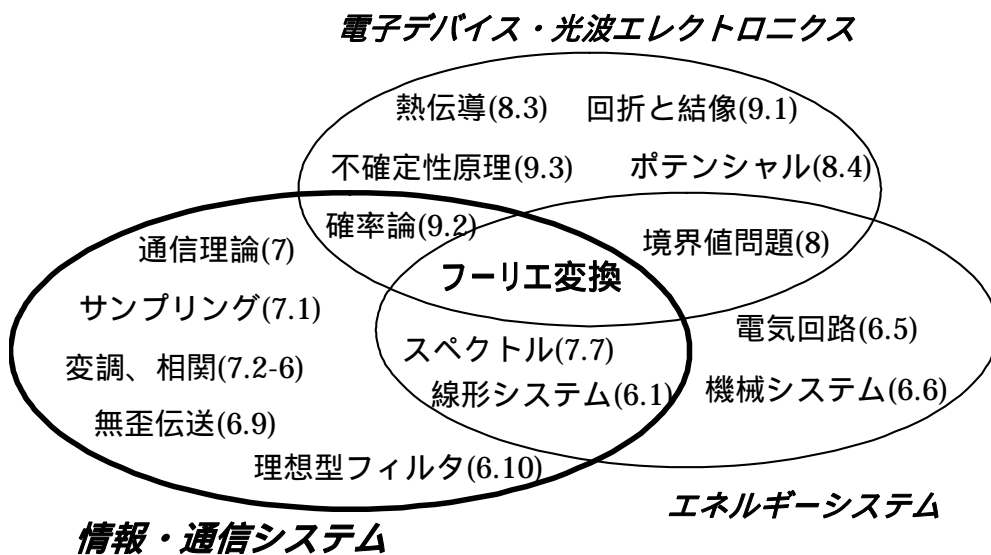 電子デバイス・光波エレクトロニクス
熱伝導(8.3)
回折と結像(9.1)
不確定性原理(9.3)
ポテンシャル(8.4)
確率論(9.2)
境界値問題(8)
通信理論(7)
フーリエ変換
サンプリング(7.1)
電気回路(6.5)
スペクトル(7.7)
変調、相関(7.2-6)
線形システム(6.1)
機械システム(6.6)
無歪伝送(6.9)
理想型フィルタ(6.10)
エネルギーシステム
情報・通信システム